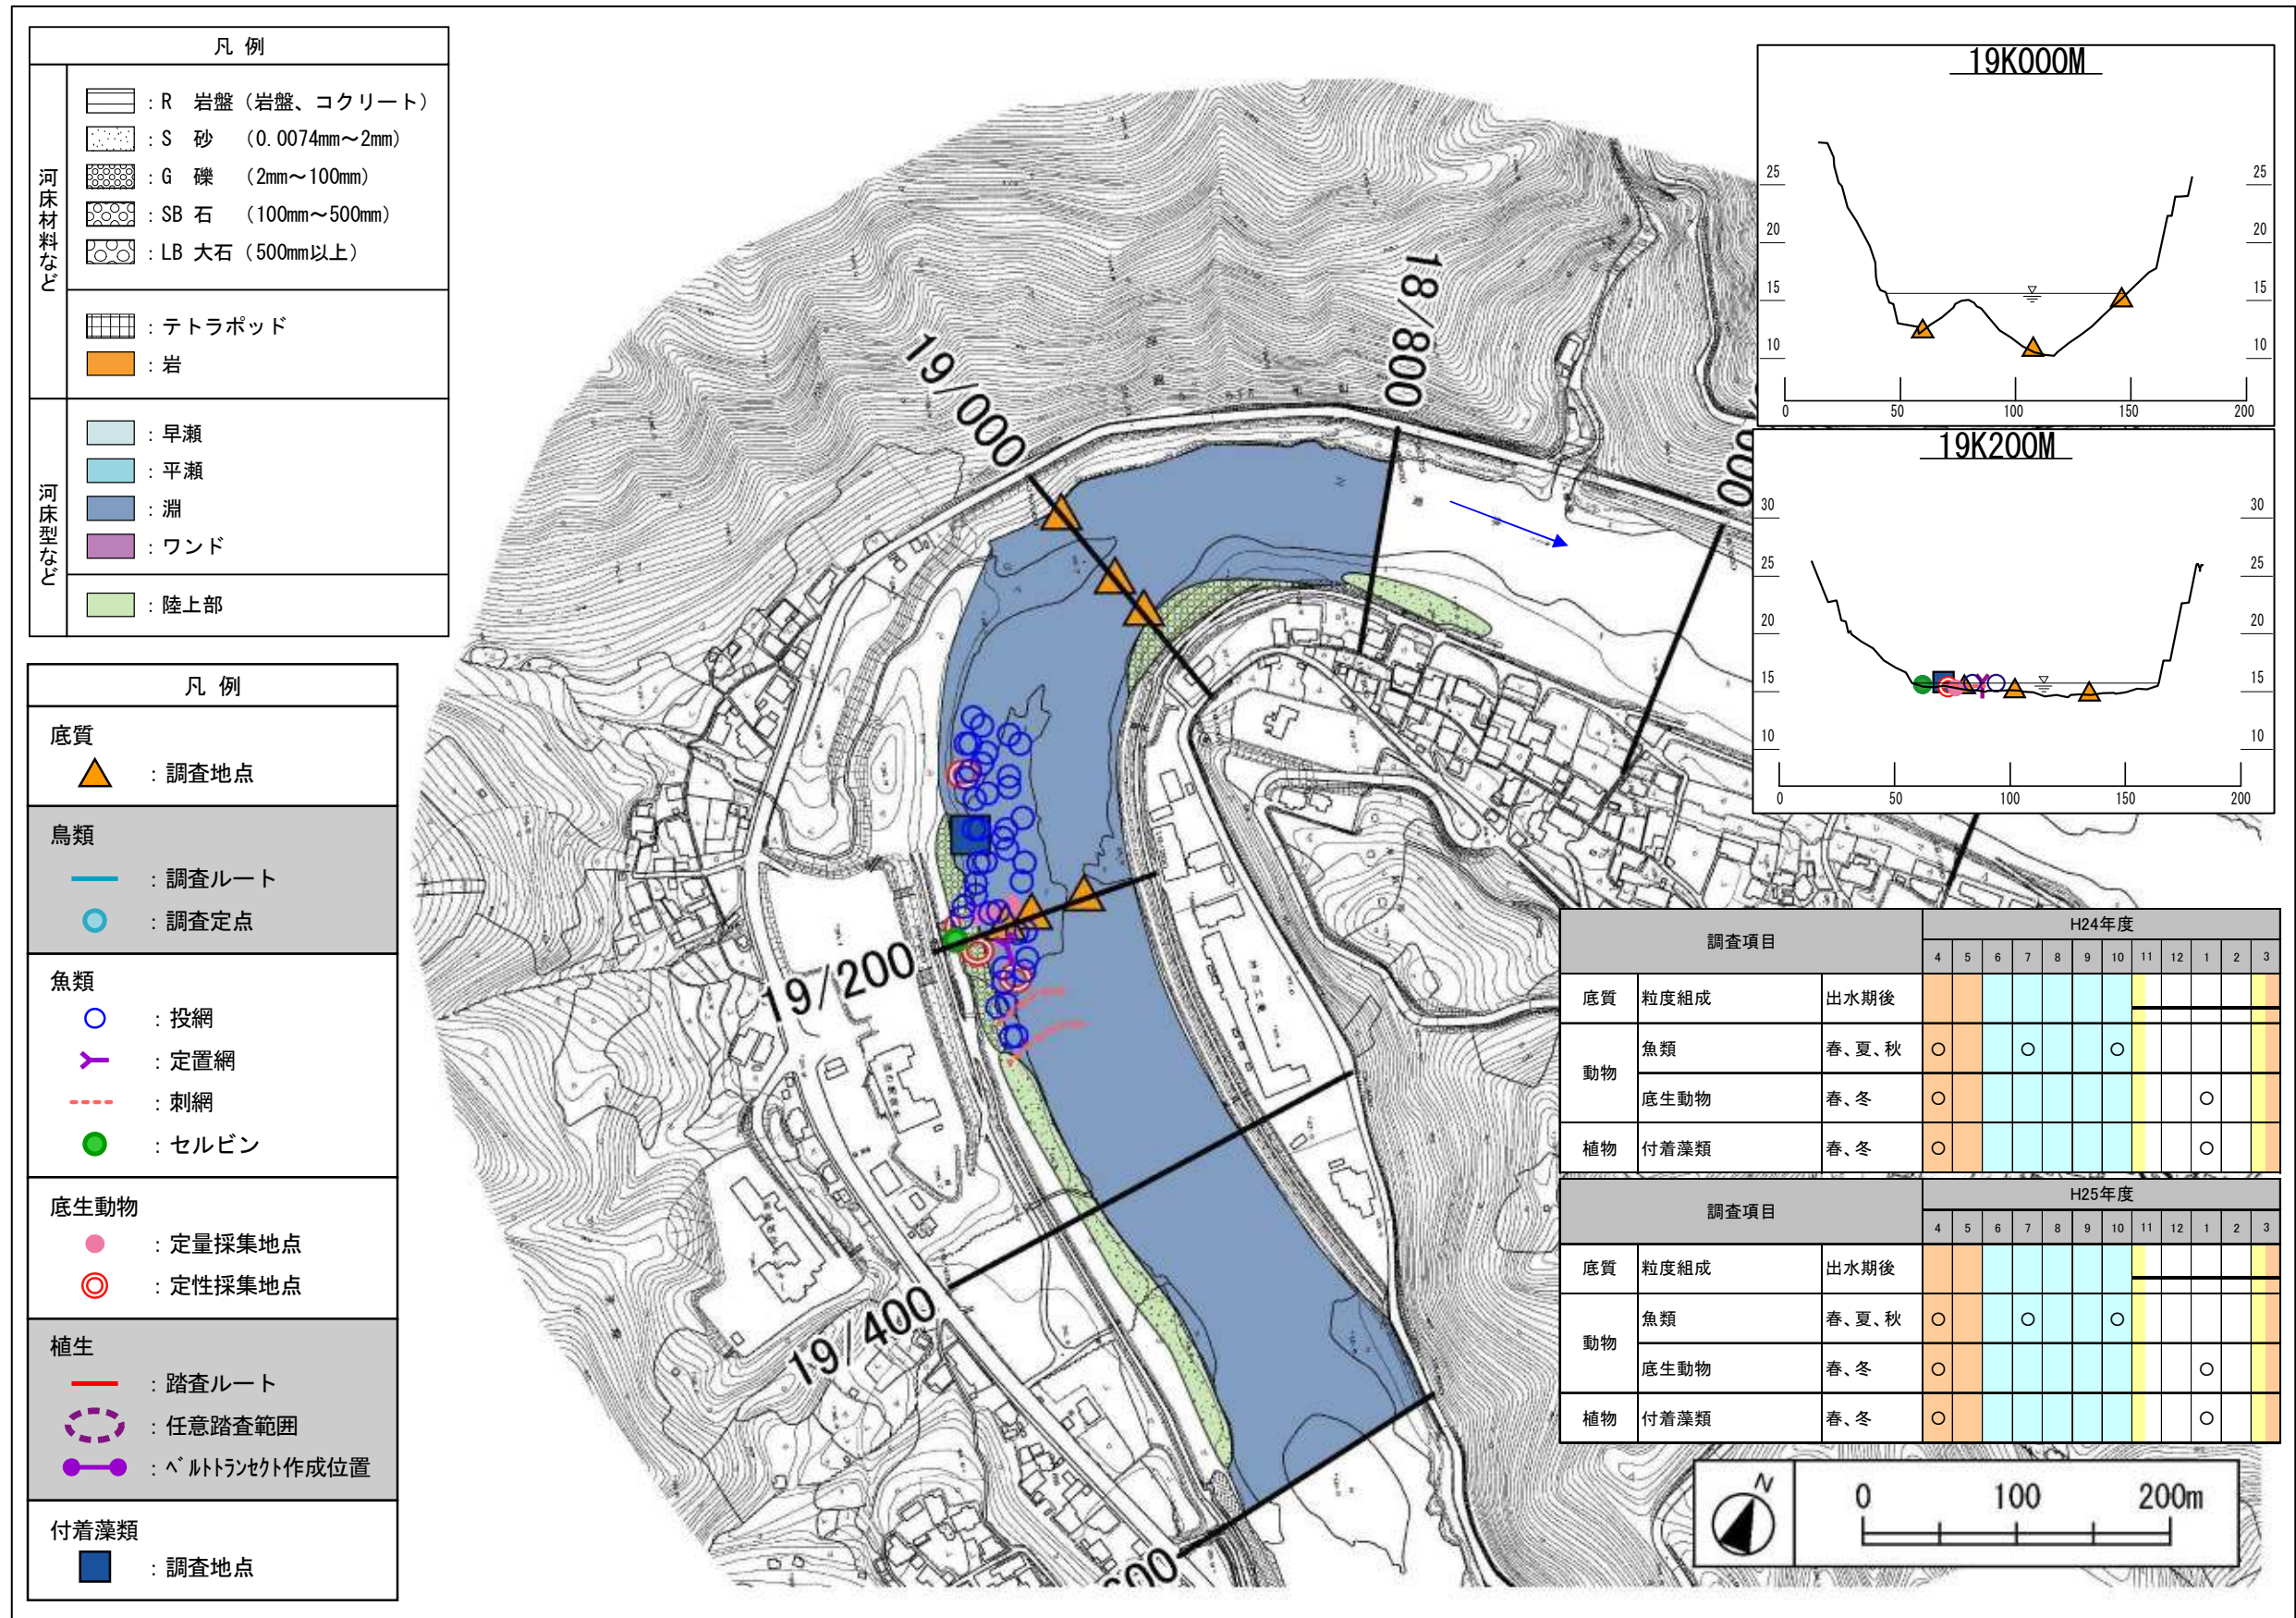 凡 例
河床材料など
: R 岩盤（岩盤、コクリート）
: S 砂 （0.0074mm～2mm）
: G 礫 （2mm～100mm）
: SB 石 （100mm～500mm）
: LB 大石（500mm以上）
: テトラポッド
: 岩
河床型など
: 早瀬
: 平瀬
: 淵
: ワンド
: 陸上部
凡 例
底質
: 調査地点
鳥類
: 調査ルート
: 調査定点
魚類
: 投網
: 定置網
: 刺網
: セルビン
底生動物
: 定量採集地点
: 定性採集地点
植生
: 踏査ルート
: 任意踏査範囲
: ﾍﾞﾙﾄﾄﾗﾝｾｸﾄ作成位置
付着藻類
: 調査地点
19/000
18/800
19/200
19/400
19K000M
25 25
20 20
15 15
10 10
0 50 100 150 200
19K200M
30 30
25 25
20 20
15 15
10 10
0 50 100 150 200
調査項目 H24年度
4 5 6 7 8 9 10 11 12 1 2 3
底質 粒度組成 出水期後
動物 魚類 春、夏、秋 ○ ○ ○
底生動物 春、冬 ○ ○
植物 付着藻類 春、冬 ○ ○
調査項目 H25年度
4 5 6 7 8 9 10 11 12 1 2 3
底質 粒度組成 出水期後
動物 魚類 春、夏、秋 ○ ○ ○
底生動物 春、冬 ○ ○
植物 付着藻類 春、冬 ○ ○
N
0 100 200m